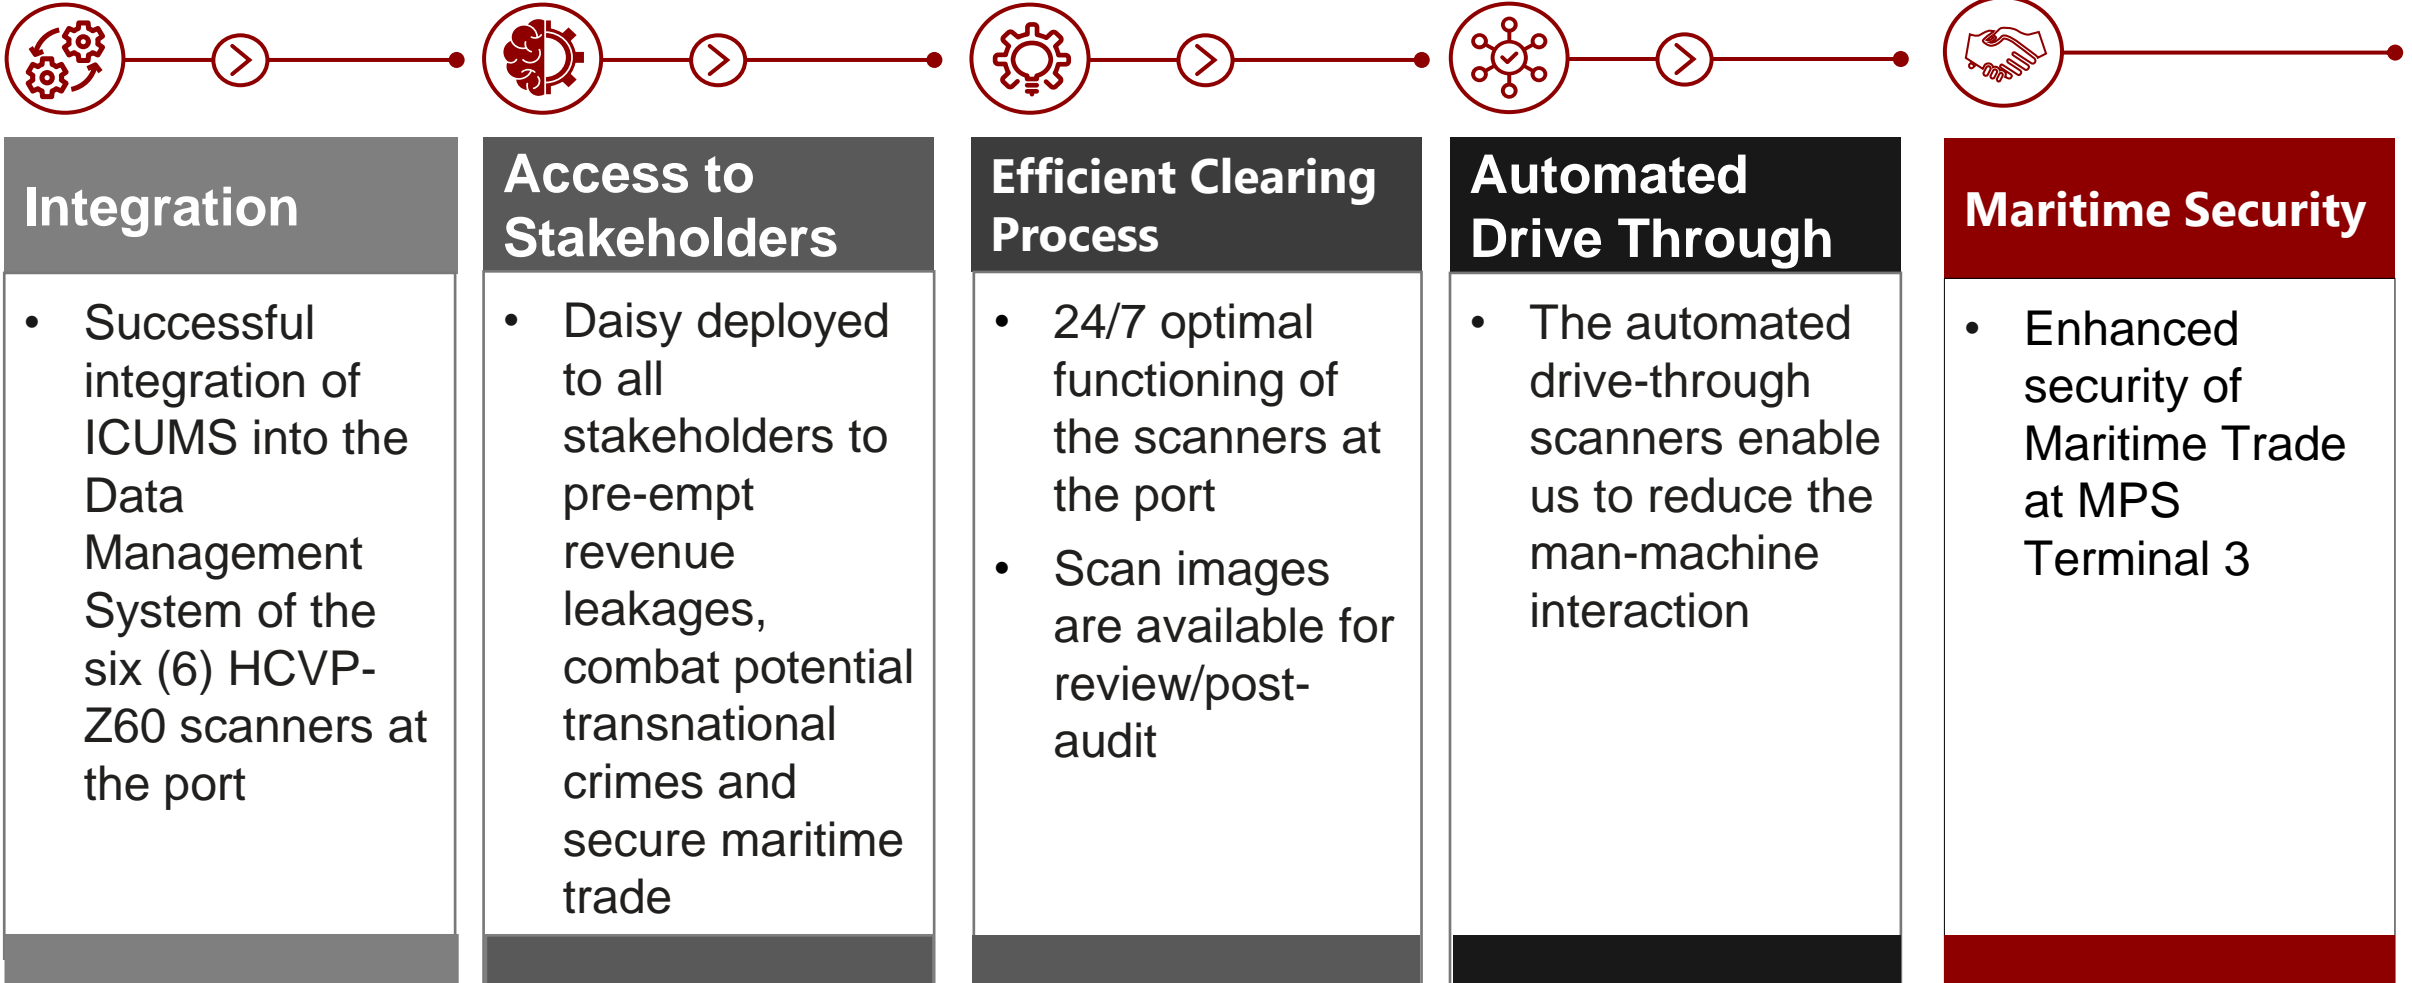 Integration
• Successful
integration of
ICUMS into the
Data
Management
System of the
six (6) HCVP-
Z60 scanners at
the port
Access to
Stakeholders
• Daisy deployed
to all
stakeholders to
pre-empt
revenue
leakages,
combat potential
transnational
crimes and
secure maritime
trade
Efficient Clearing
Process
• 24/7 optimal
functioning of
the scanners at
the port
• Scan images
are available for
review/post-
audit
Automated
Drive Through
• The automated
drive-through
scanners enable
us to reduce the
man-machine
interaction
Maritime Security
• Enhanced
security of
Maritime Trade
at MPS
Terminal 3